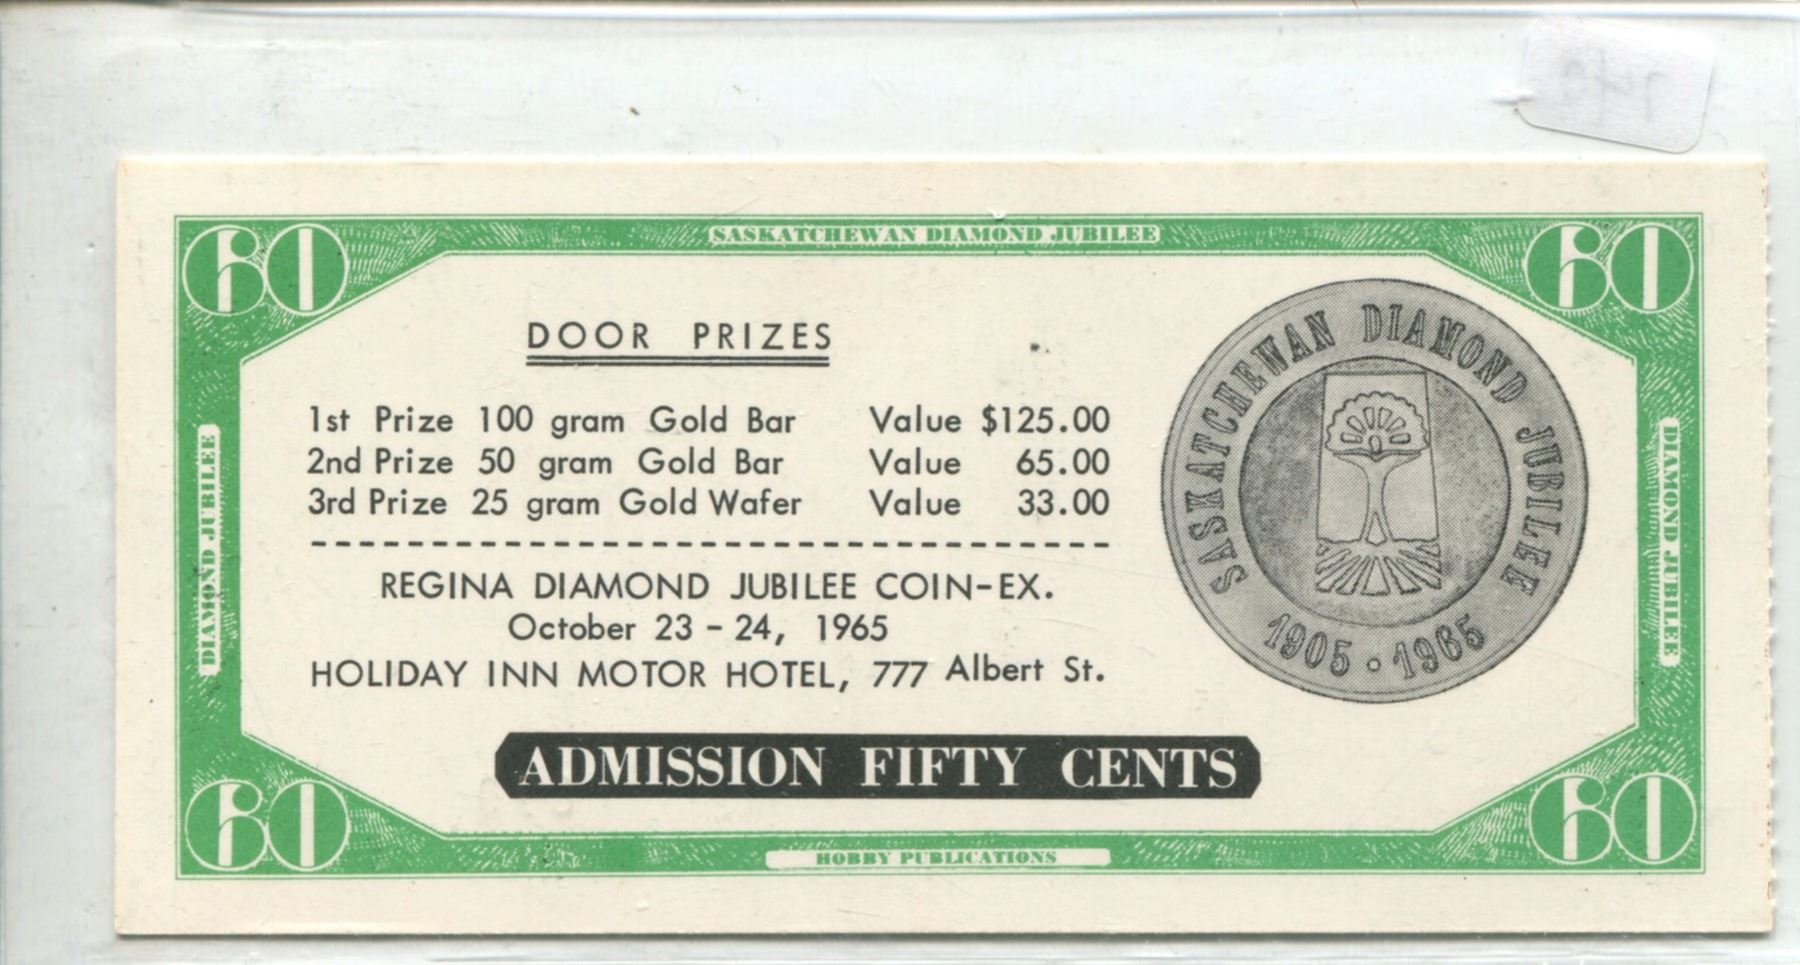 60
SASKATCHEWAN DIAMOND JUBILEE
60
DOOR PRIZES
1st Prize 100 gram Gold Bar Value $125.00
2nd Prize 50 gram Gold Bar Value 65.00
3rd Prize 25 gram Gold Wafer Value 33.00
REGINA DIAMOND JUBILEE COIN-EX.
October 23 - 24, 1965
HOLIDAY INN MOTOR HOTEL, 777 Albert St.
ADMISSION FIFTY CENTS
SASKATCHEWAN DIAMOND JUBILEE
1905 • 1965
DIAMOND JUBILEE
DIAMOND JUBILEE
60
HOBBY PUBLICATIONS
60